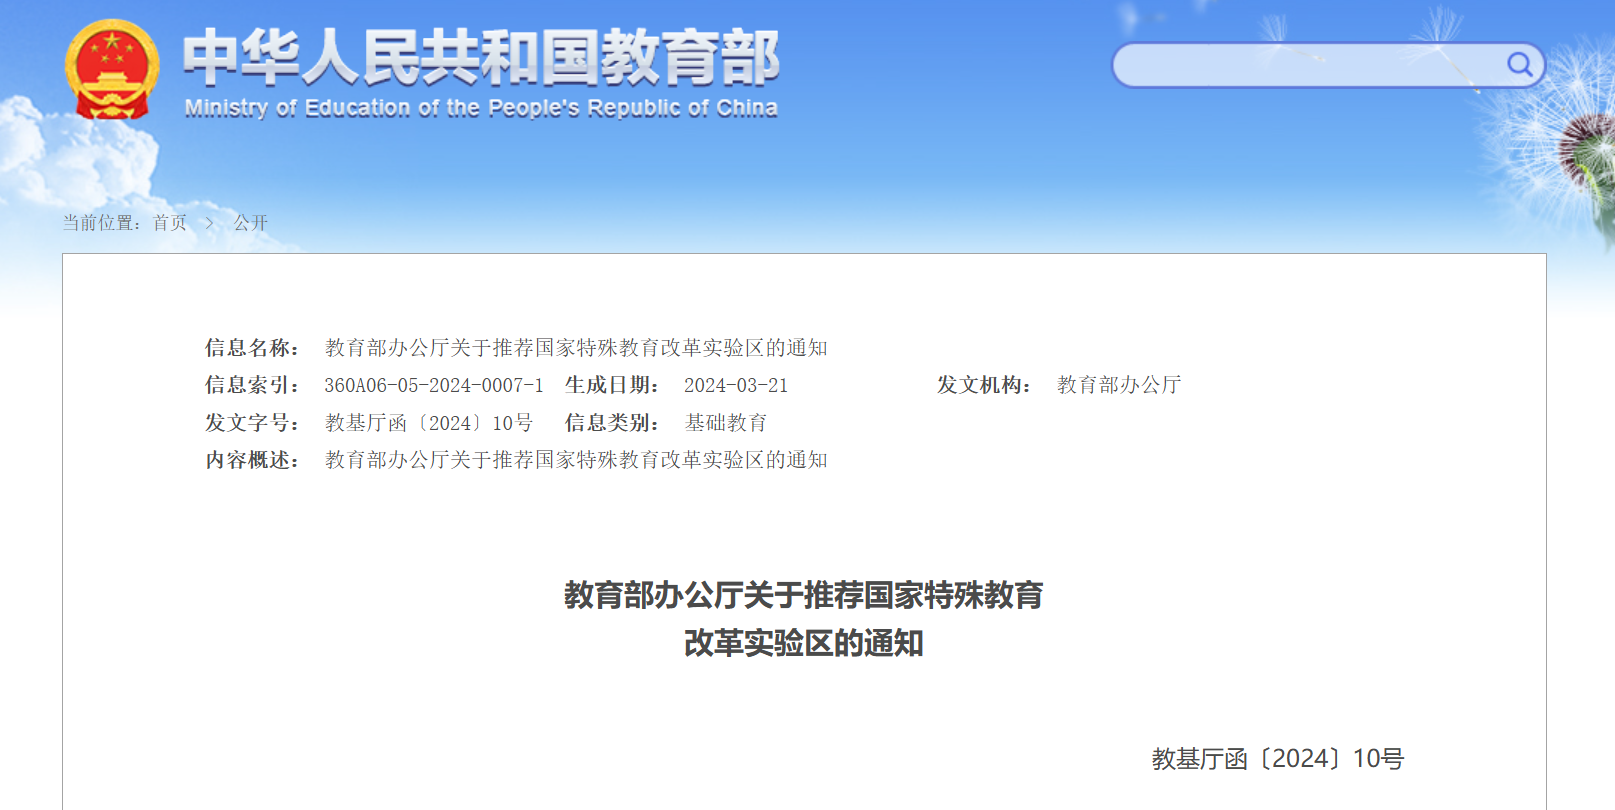 中华人民共和国教育部
Ministry of Education of the People's Republic of China
当前位置： 首页 > 公开
信息名称： 教育部办公厅关于推荐国家特殊教育改革实验区的通知
信息索引： 360A06-05-2024-0007-1 生成日期： 2024-03-21 发文机构： 教育部办公厅
发文字号： 教基厅函〔2024〕10号 信息类别： 基础教育
内容概述： 教育部办公厅关于推荐国家特殊教育改革实验区的通知
教育部办公厅关于推荐国家特殊教育
改革实验区的通知
教基厅函〔2024〕10号